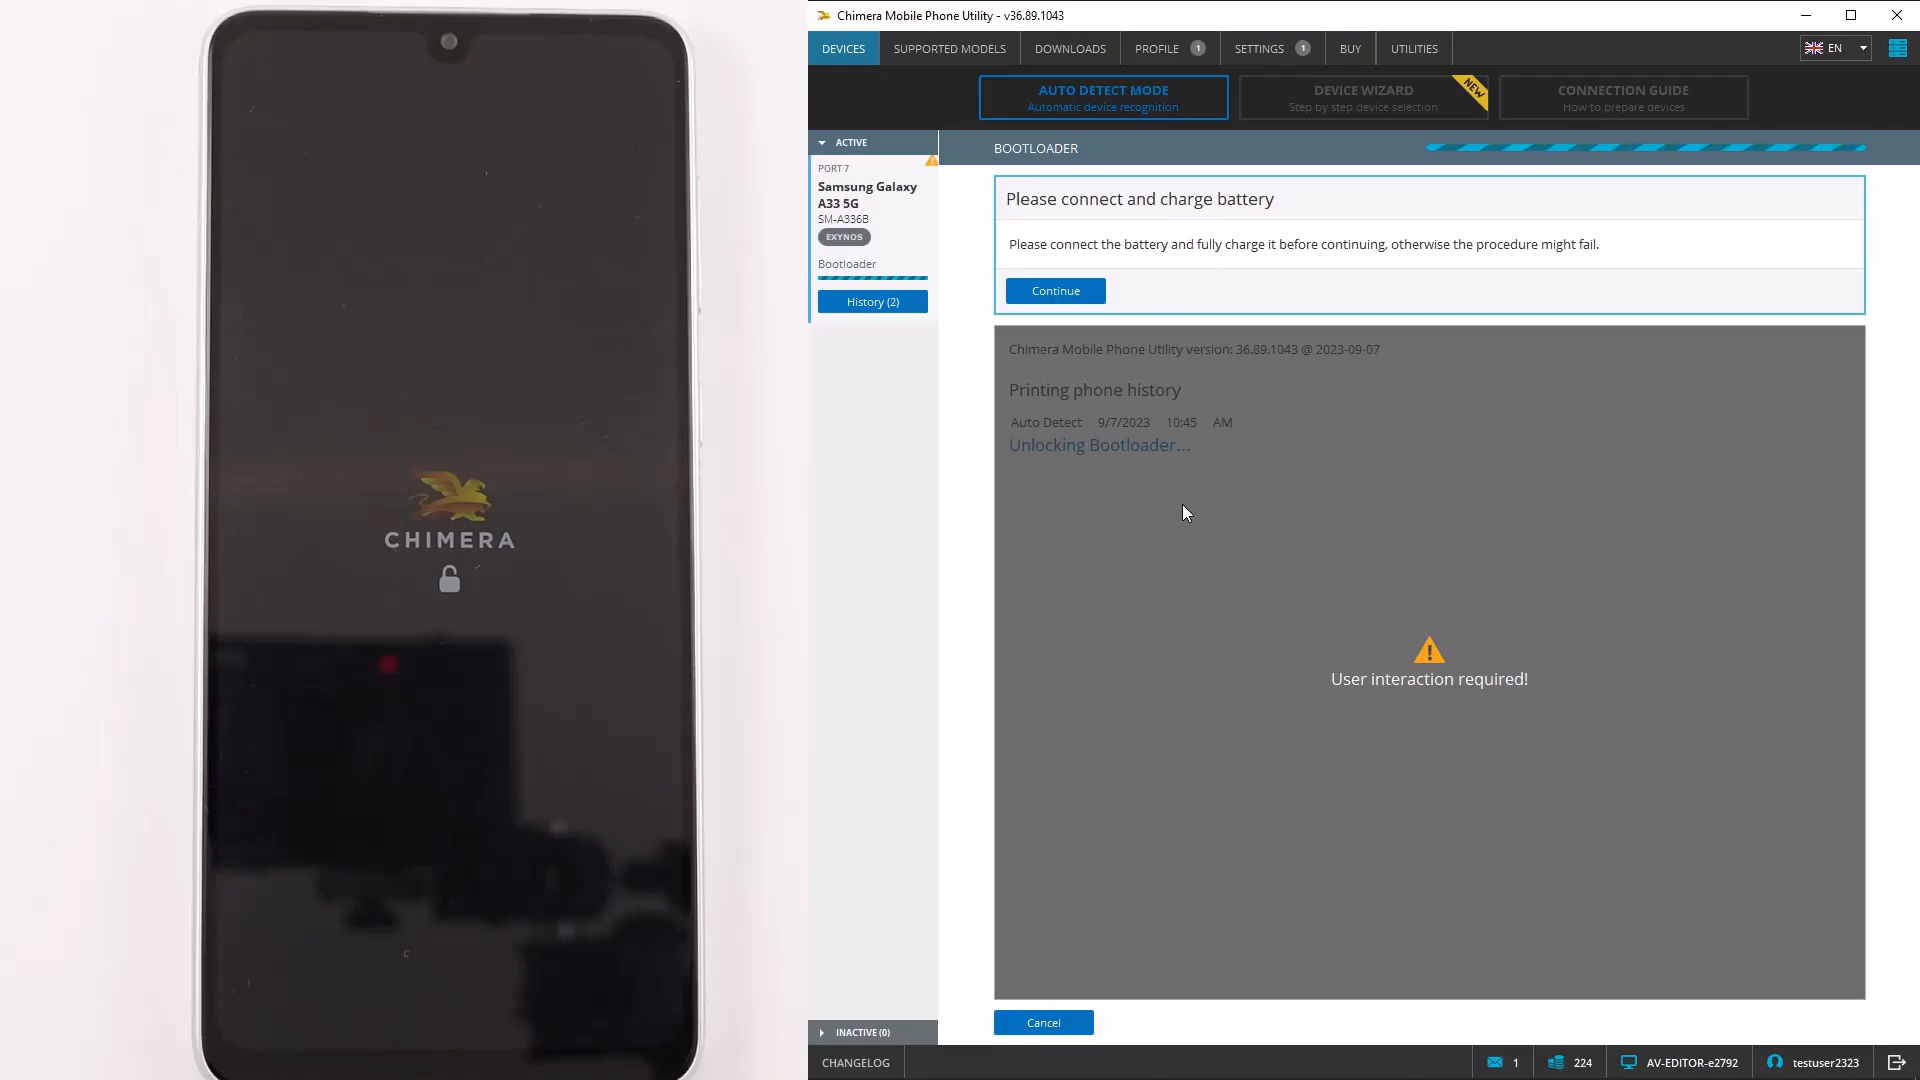 Chimera Mobile Phone Utility - v36.89.1043
DEVICES
SUPPORTED MODELS
DOWNLOADS
PROFILE 1
SETTINGS 1
BUY
UTILITIES
EN
AUTO DETECT MODE
Automatic device recognition
DEVICE WIZARD
Step by step device selection
NEW
CONNECTION GUIDE
How to prepare devices
ACTIVE
PORT 7
Samsung Galaxy
A33 5G
SM-A336B
EXYNOS
Bootloader
History (2)
BOOTLOADER
Please connect and charge battery
Please connect the battery and fully charge it before continuing, otherwise the procedure might fail.
Continue
Chimera Mobile Phone Utility version: 36.89.1043 @ 2023-09-07
Printing phone history
Auto Detect 9/7/2023 10:45 AM
Unlocking Bootloader...
User interaction required!
Cancel
CHIMERA
INACTIVE (0)
CHANGELOG
1
224
AV-EDITOR-e2792
testuser2323